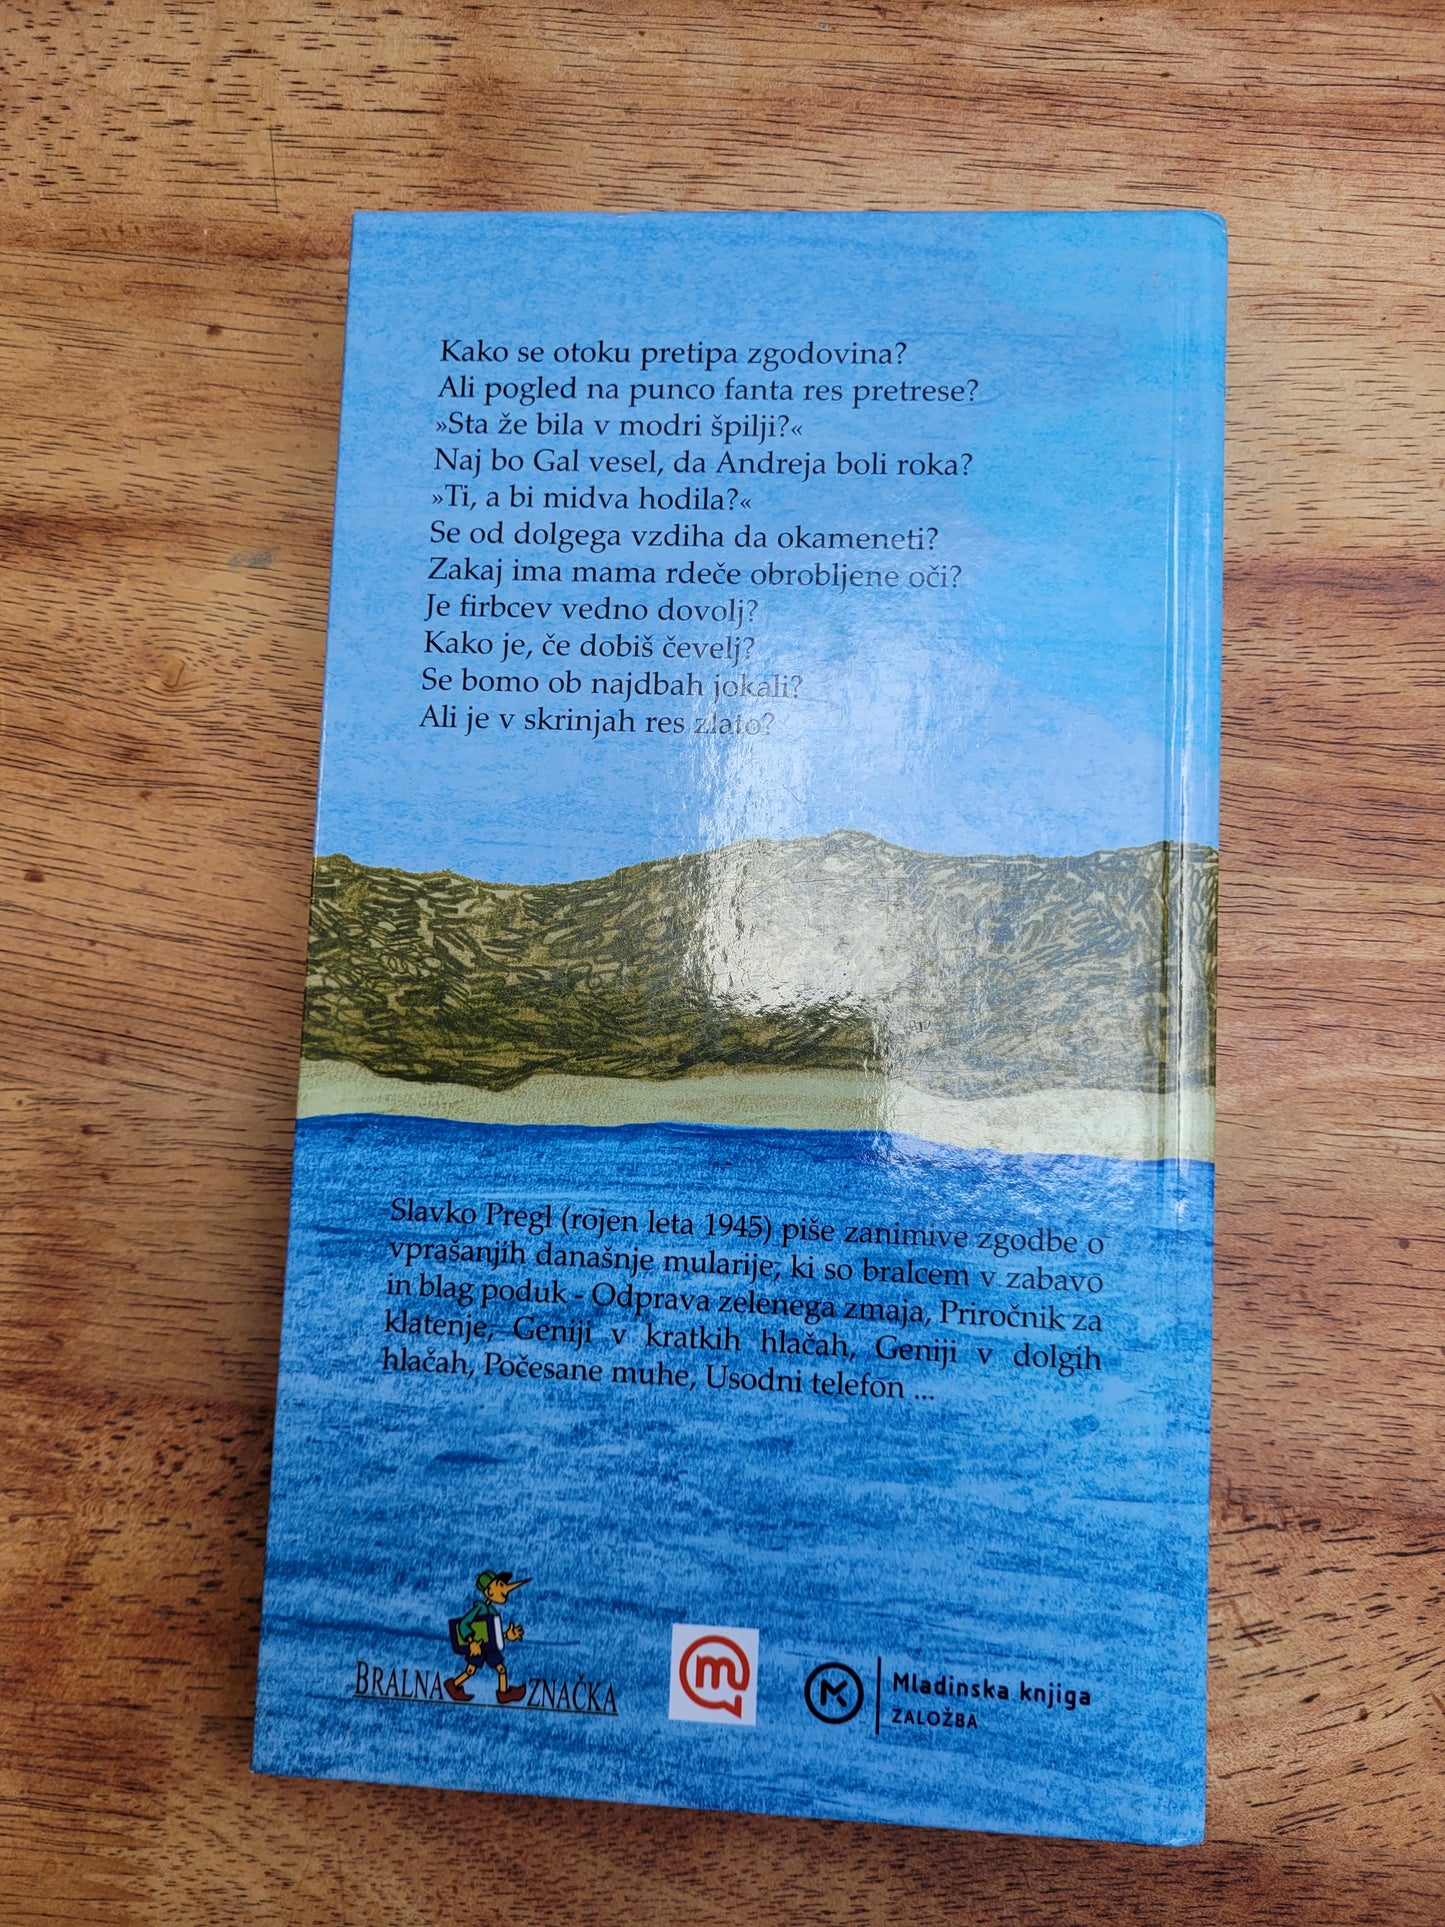 Kako se otoku pretipa zgodovina?
Ali pogled na punco fanta res pretrese?
»Sta že bila v modri špilji?«
Naj bo Gal vesel, da Andreja boli roka?
»Ti, a bi midva hodila?«
Se od dolgega vzdiha da okameneti?
Zakaj ima mama rdeče obrobljene oči?
Je firbcev vedno dovolj?
Kako je, če dobiš čevelj?
Se bomo ob najdbah jokali?
Ali je v skrinjah res zlato?
Slavko Pregl (rojen leta 1945) piše zanimive zgodbe o
vprašanjih današnje mularije, ki so bralcem v zabavo
in blag poduk - Odprava zelenega zmaja, Priročnik za
klatenje, Geniji v kratkih hlačah, Geniji v dolgih
hlačah, Počesane muhe, Usodni telefon ...
BRALNA ZNAČKA
m
MK
Mladinska knjiga
ZALOŽBA